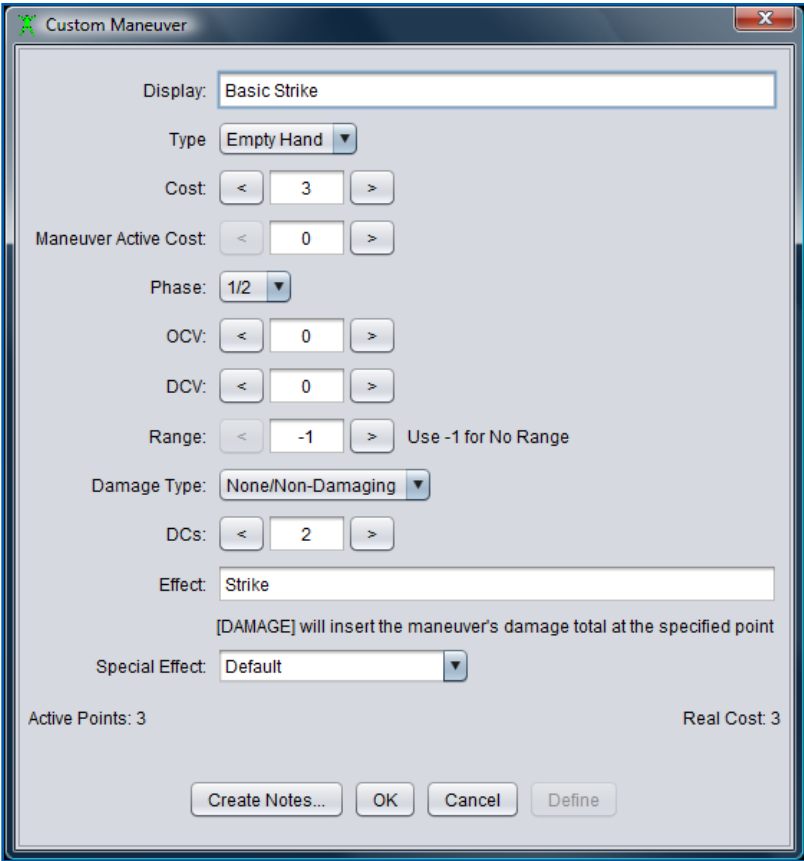 Custom Maneuver
Display: Basic Strike
Type Empty Hand
Cost: < 3 >
Maneuver Active Cost: < 0 >
Phase: 1/2
OCV: < 0 >
DCV: < 0 >
Range: < -1 > Use -1 for No Range
Damage Type: None/Non-Damaging
DCs: < 2 >
Effect: Strike
[DAMAGE] will insert the maneuver's damage total at the specified point
Special Effect: Default
Active Points: 3 Real Cost: 3
Create Notes... OK Cancel Define